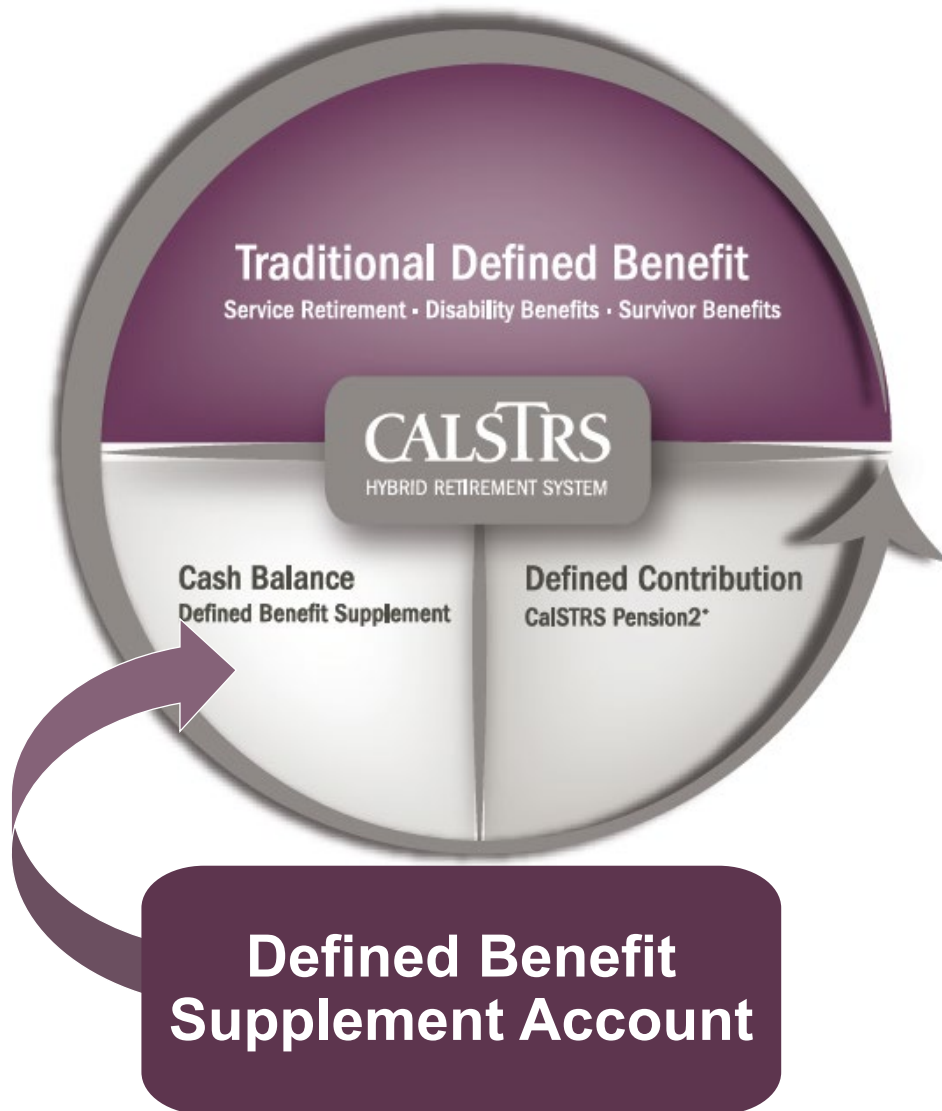 Traditional Defined Benefit
Service Retirement · Disability Benefits · Survivor Benefits
CALSTRS
HYBRID RETIREMENT SYSTEM
Cash Balance
Defined Benefit Supplement
Defined Contribution
CalSTRS Pension2*
Defined Benefit
Supplement Account